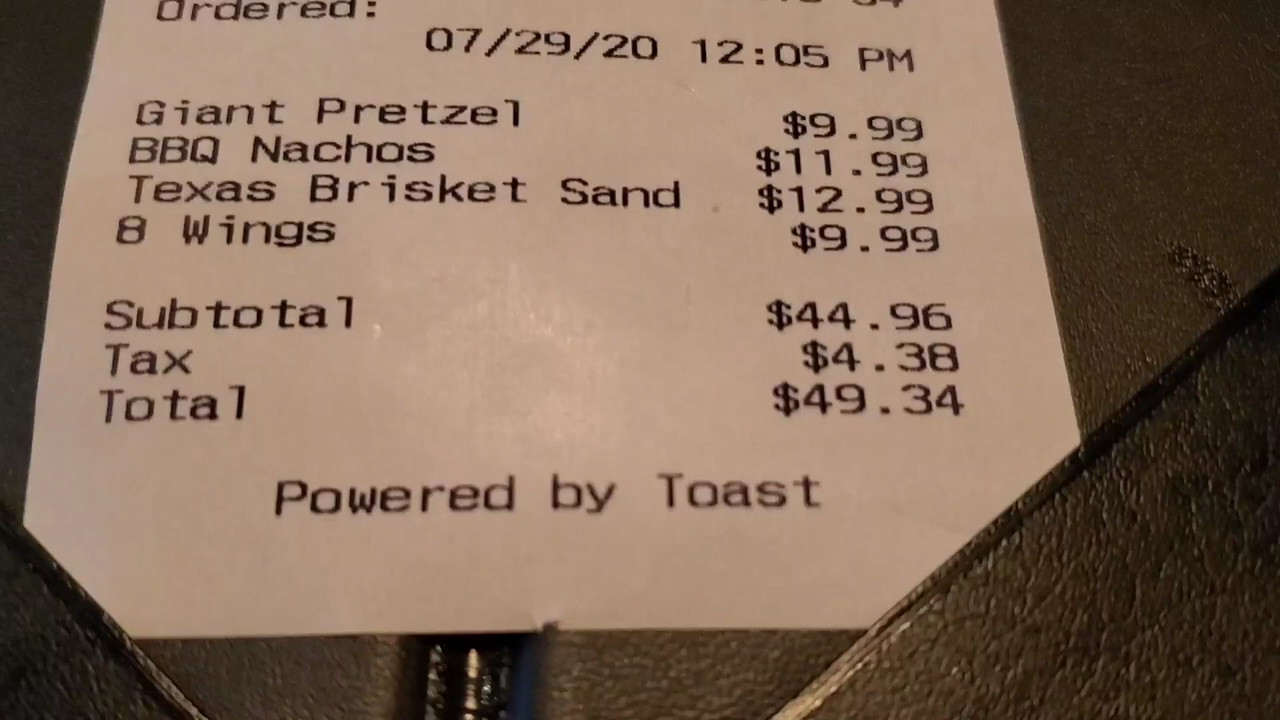 Ordered:
07/29/20 12:05 PM
Giant Pretzel $9.99
BBQ Nachos $11.99
Texas Brisket Sand $12.99
8 Wings $9.99
Subtotal $44.96
Tax $4.38
Total $49.34
Powered by Toast